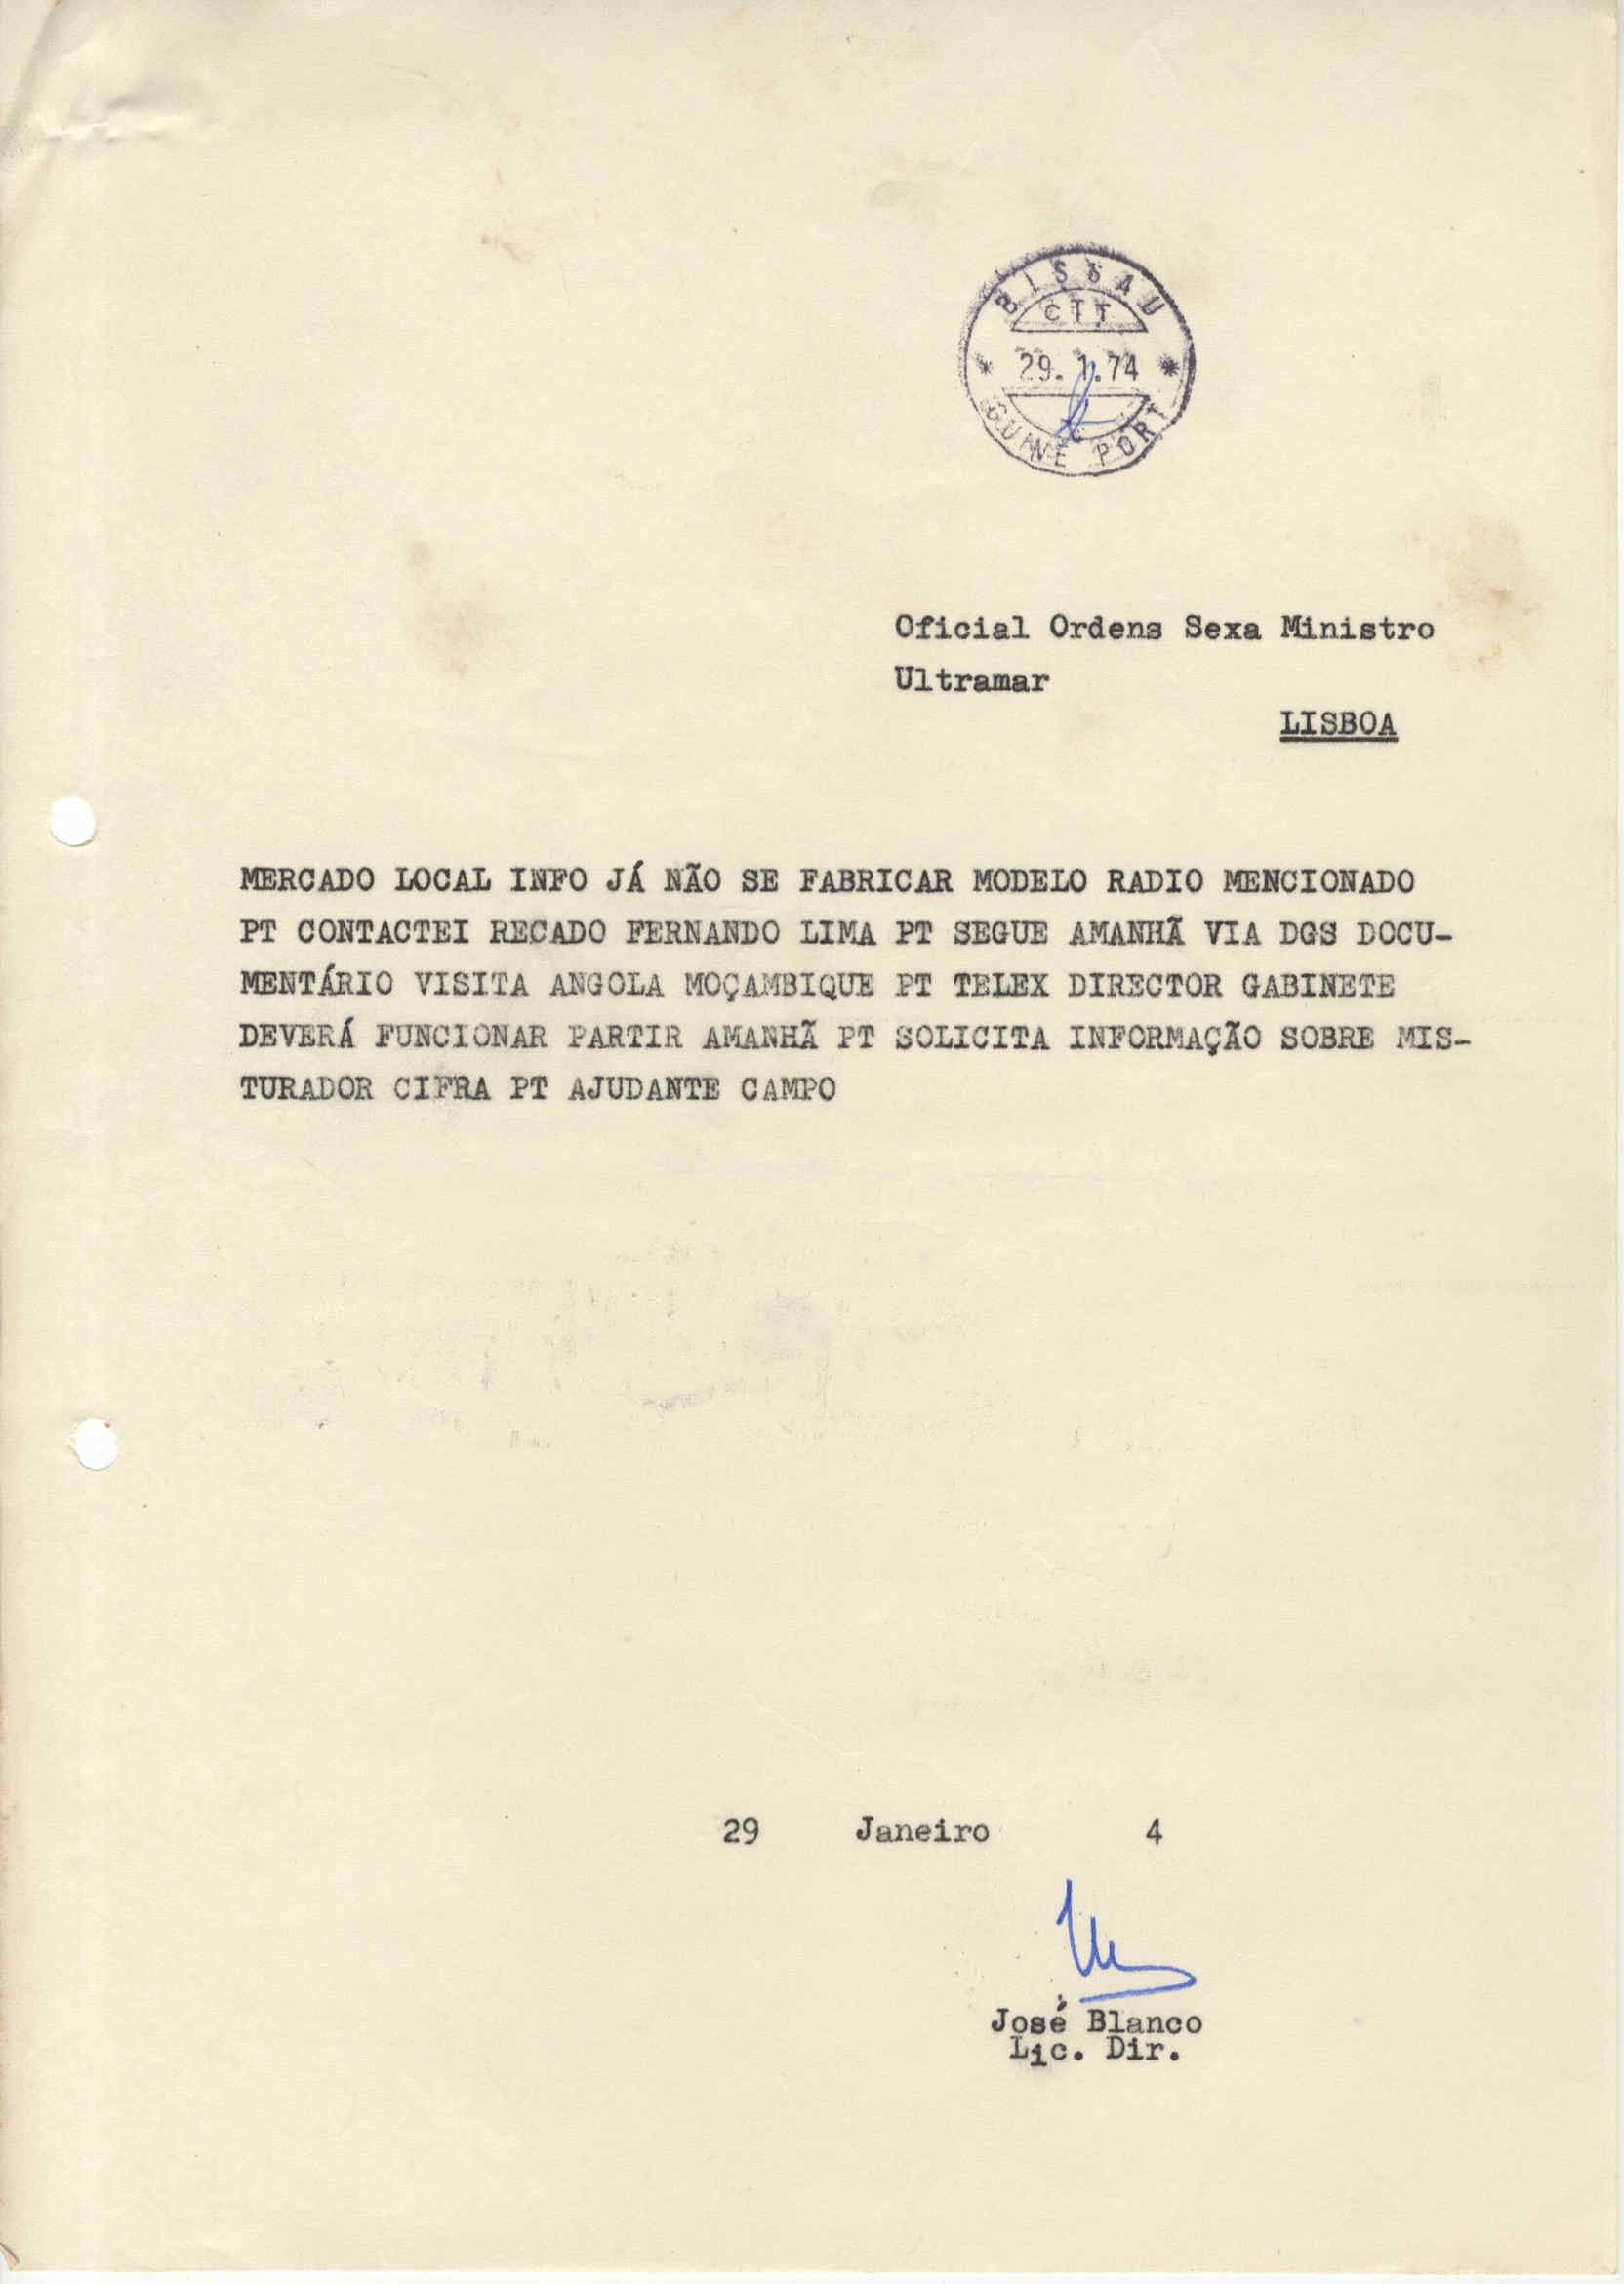 BISSAU
CTT
29. 1.74
GUINÉ PORT
Oficial Ordens Sexa Ministro
Ultramar
LISBOA
MERCADO LOCAL INFO JÁ NÃO SE FABRICAR MODELO RADIO MENCIONADO
PT CONTACTEI RECADO FERNANDO LIMA PT SEGUE AMANHÃ VIA DGS DOCU-
MENTÁRIO VISITA ANGOLA MOÇAMBIQUE PT TELEX DIRECTOR GABINETE
DEVERÁ FUNCIONAR PARTIR AMANHÃ PT SOLICITA INFORMAÇÃO SOBRE MIS-
TURADOR CIFRA PT AJUDANTE CAMPO
29 Janeiro 4
José Blanco
Lic. Dir.